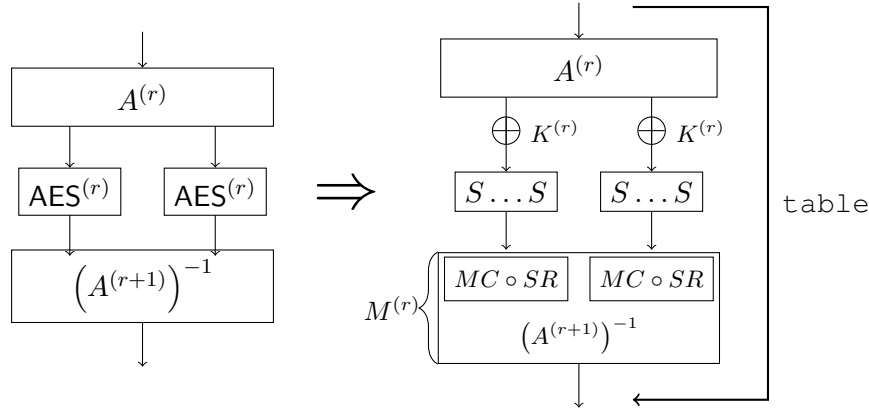 A^{(r)}
AES^{(r)} AES^{(r)}
(A^{(r+1)})^{-1}
⇒
A^{(r)}
⊕ K^{(r)} ⊕ K^{(r)}
S ... S S ... S
MC ∘ SR MC ∘ SR
M^{(r)}
(A^{(r+1)})^{-1}
table